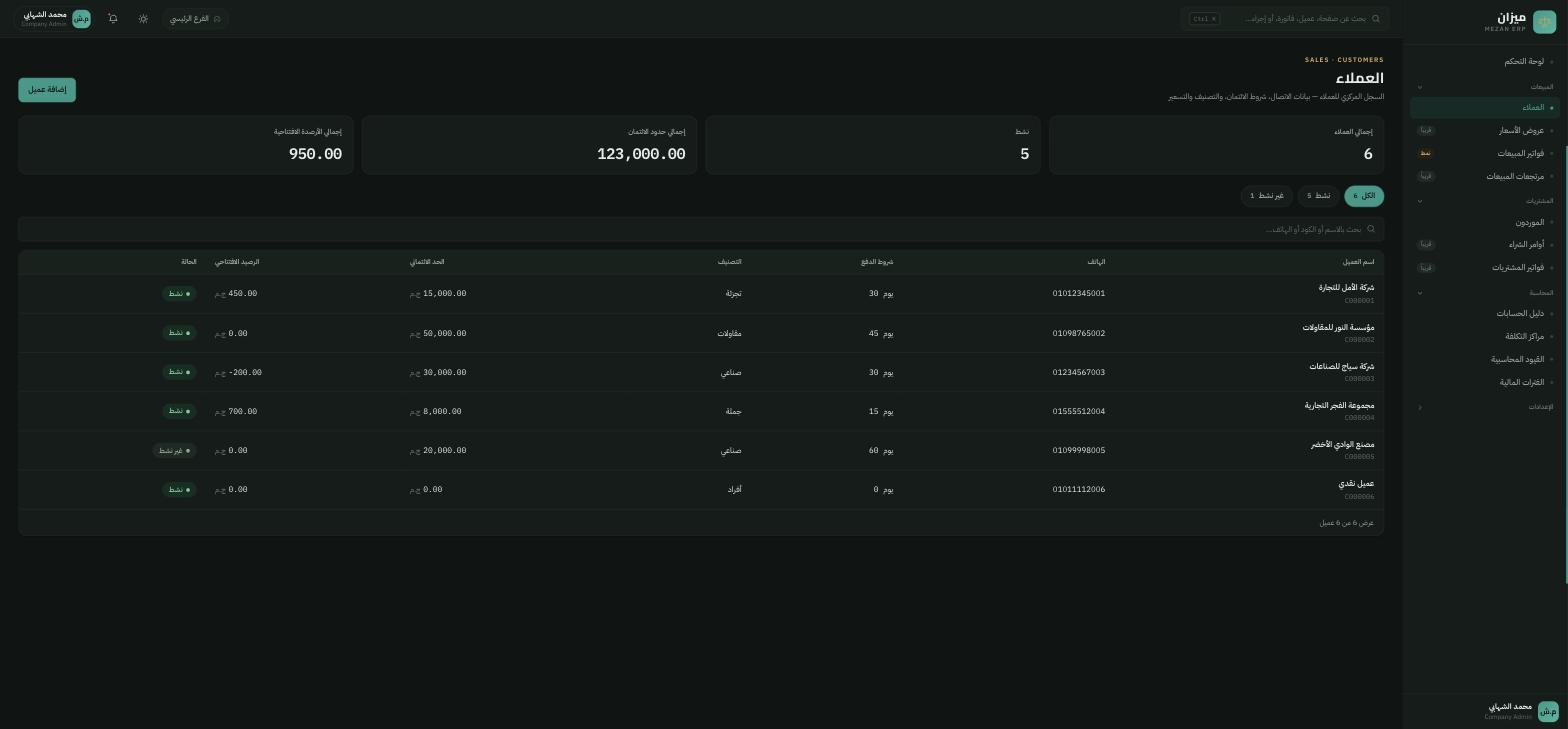 ميزان
MEZAN ERP
بحث عن صفحة، عميل، فاتورة، أو إجراء...
Ctrl K
الفرع الرئيسي
م.ش
محمد الشهابي
Company Admin
لوحة التحكم
المبيعات
العملاء
عروض الأسعار
قريباً
فواتير المبيعات
نمط
مرتجعات المبيعات
قريباً
المشتريات
الموردون
أوامر الشراء
قريباً
فواتير المشتريات
قريباً
المحاسبة
دليل الحسابات
مراكز التكلفة
القيود المحاسبية
الفترات المالية
الإعدادات
م.ش
محمد الشهابي
Company Admin
SALES · CUSTOMERS
العملاء
السجل المركزي للعملاء — بيانات الاتصال، شروط الائتمان، والتصنيف والتسعير
إضافة عميل
إجمالي العملاء
6
نشط
5
إجمالي حدود الائتمان
123,000.00
إجمالي الأرصدة الافتتاحية
950.00
الكل 6
نشط 5
غير نشط 1
بحث بالاسم أو الكود أو الهاتف...
اسم العميل الهاتف شروط الدفع التصنيف الحد الائتماني الرصيد الافتتاحي الحالة
شركة الأمل للتجارة 01012345001 30 يوم تجزئة 15,000.00 ج.م 450.00 ج.م نشط
C000001
مؤسسة النور للمقاولات 01098765002 45 يوم مقاولات 50,000.00 ج.م 0.00 ج.م نشط
C000002
شركة سياج للصناعات 01234567003 30 يوم صناعي 30,000.00 ج.م -200.00 ج.م نشط
C000003
مجموعة الفجر التجارية 01555512004 15 يوم جملة 8,000.00 ج.م 700.00 ج.م نشط
C000004
مصنع الوادي الأخضر 01099998005 60 يوم صناعي 20,000.00 ج.م 0.00 ج.م غير نشط
C000005
عميل نقدي 01011112006 0 يوم أفراد 0.00 ج.م 0.00 ج.م نشط
C000006
عرض 6 من 6 عميل